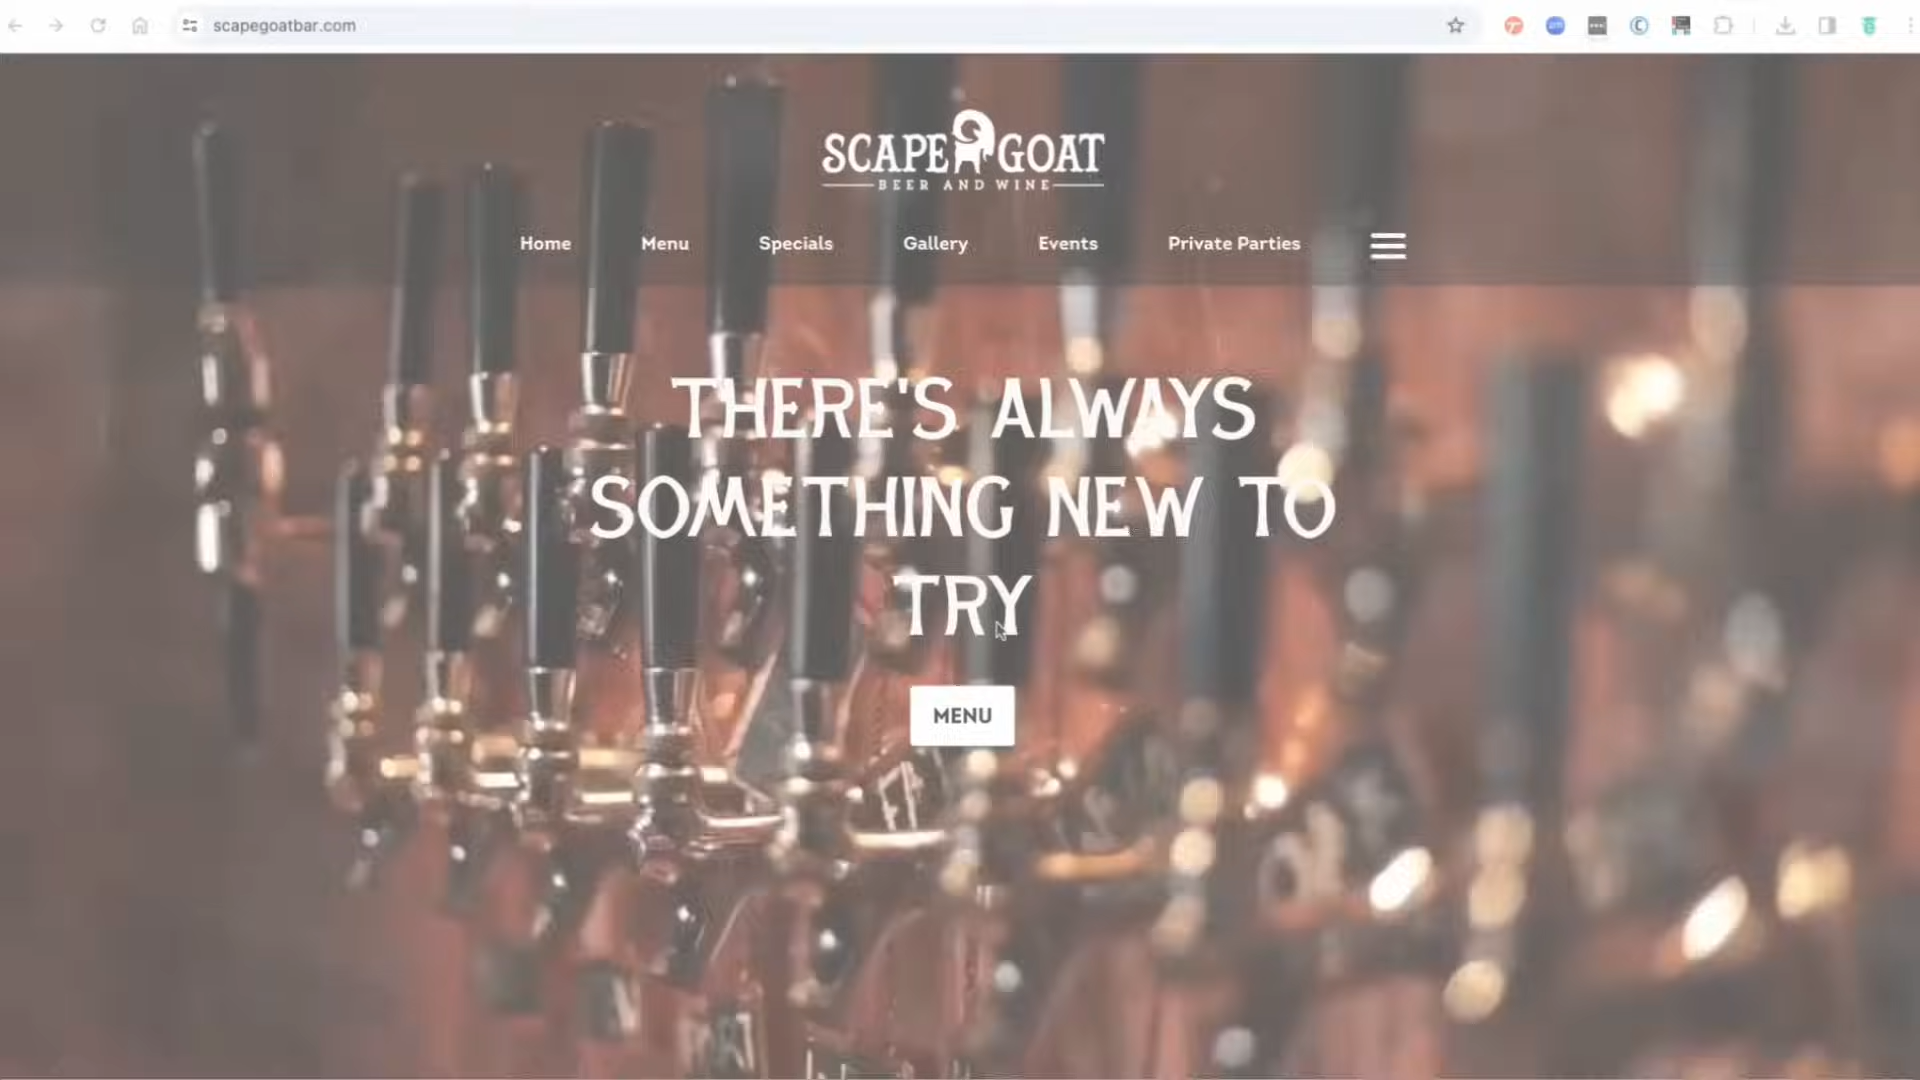 scapegoatbar.com
SCAPE GOAT
BEER AND WINE
Home Menu Specials Gallery Events Private Parties
THERE'S ALWAYS
SOMETHING NEW TO
TRY
MENU